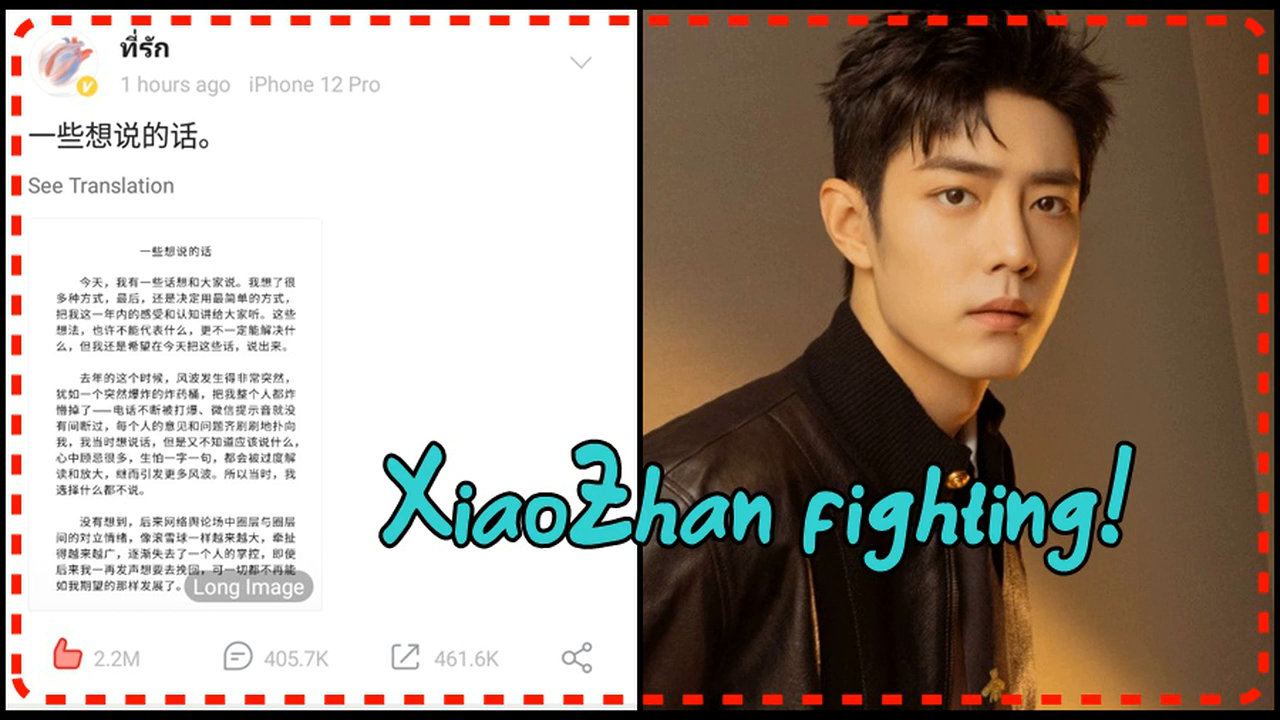 ที่รัก
1 hours ago iPhone 12 Pro
一些想说的话。
See Translation
一些想说的话
今天，我有一些话想和大家说。我想了很
多种方式，最后，还是决定用最简单的方式，
把我这一年内的感受和认知讲给大家听。这些
想法，也许不能代表什么，更不一定能解决什
么，但我还是希望在今天把这些话，说出来。
去年的这个时候，风波发生得非常突然，
犹如一个突然爆炸的炸药桶，把我整个人都炸
懵掉了——电话不断被打爆、微信提示音就没
有间断过，每个人的意见和问题齐刷刷地扑向
我，我当时想说话，但是又不知道应该说什么，
心中顾忌很多，生怕一字一句，都会被过度解
读和放大，继而引发更多风波。所以当时，我
选择什么都不说。
没有想到，后来网络舆论场中圈层与圈层
间的对立情绪，像滚雪球一样越来越大，牵扯
得越来越广，逐渐失去了一个人的掌控，即便
后来我一再发声想要去挽回，可一切都不再能
如我期望的那样发展了。
Long Image
XiaoZhan fighting!
2.2M 405.7K 461.6K